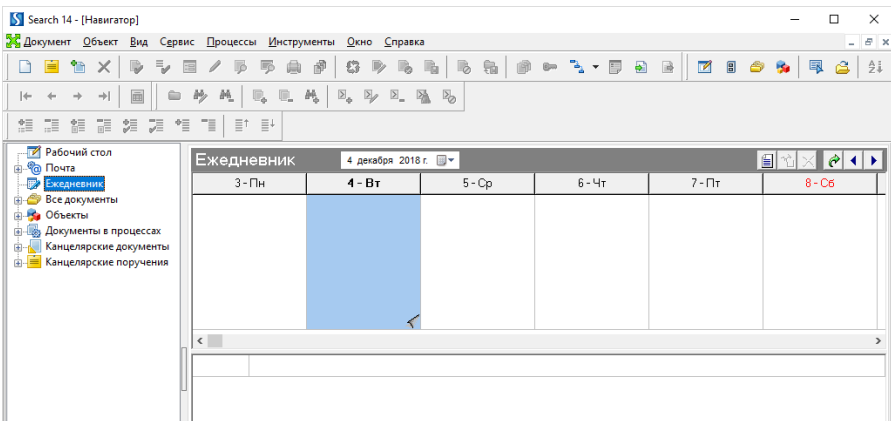 Search 14 - [Навигатор]
Документ Объект Вид Сервис Процессы Инструменты Окно Справка
Рабочий стол
Почта
Ежедневник
Все документы
Объекты
Документы в процессах
Канцелярские документы
Канцелярские поручения
Ежедневник 4 декабря 2018 г.
3 - Пн 4 - Вт 5 - Ср 6 - Чт 7 - Пт 8 - Сб